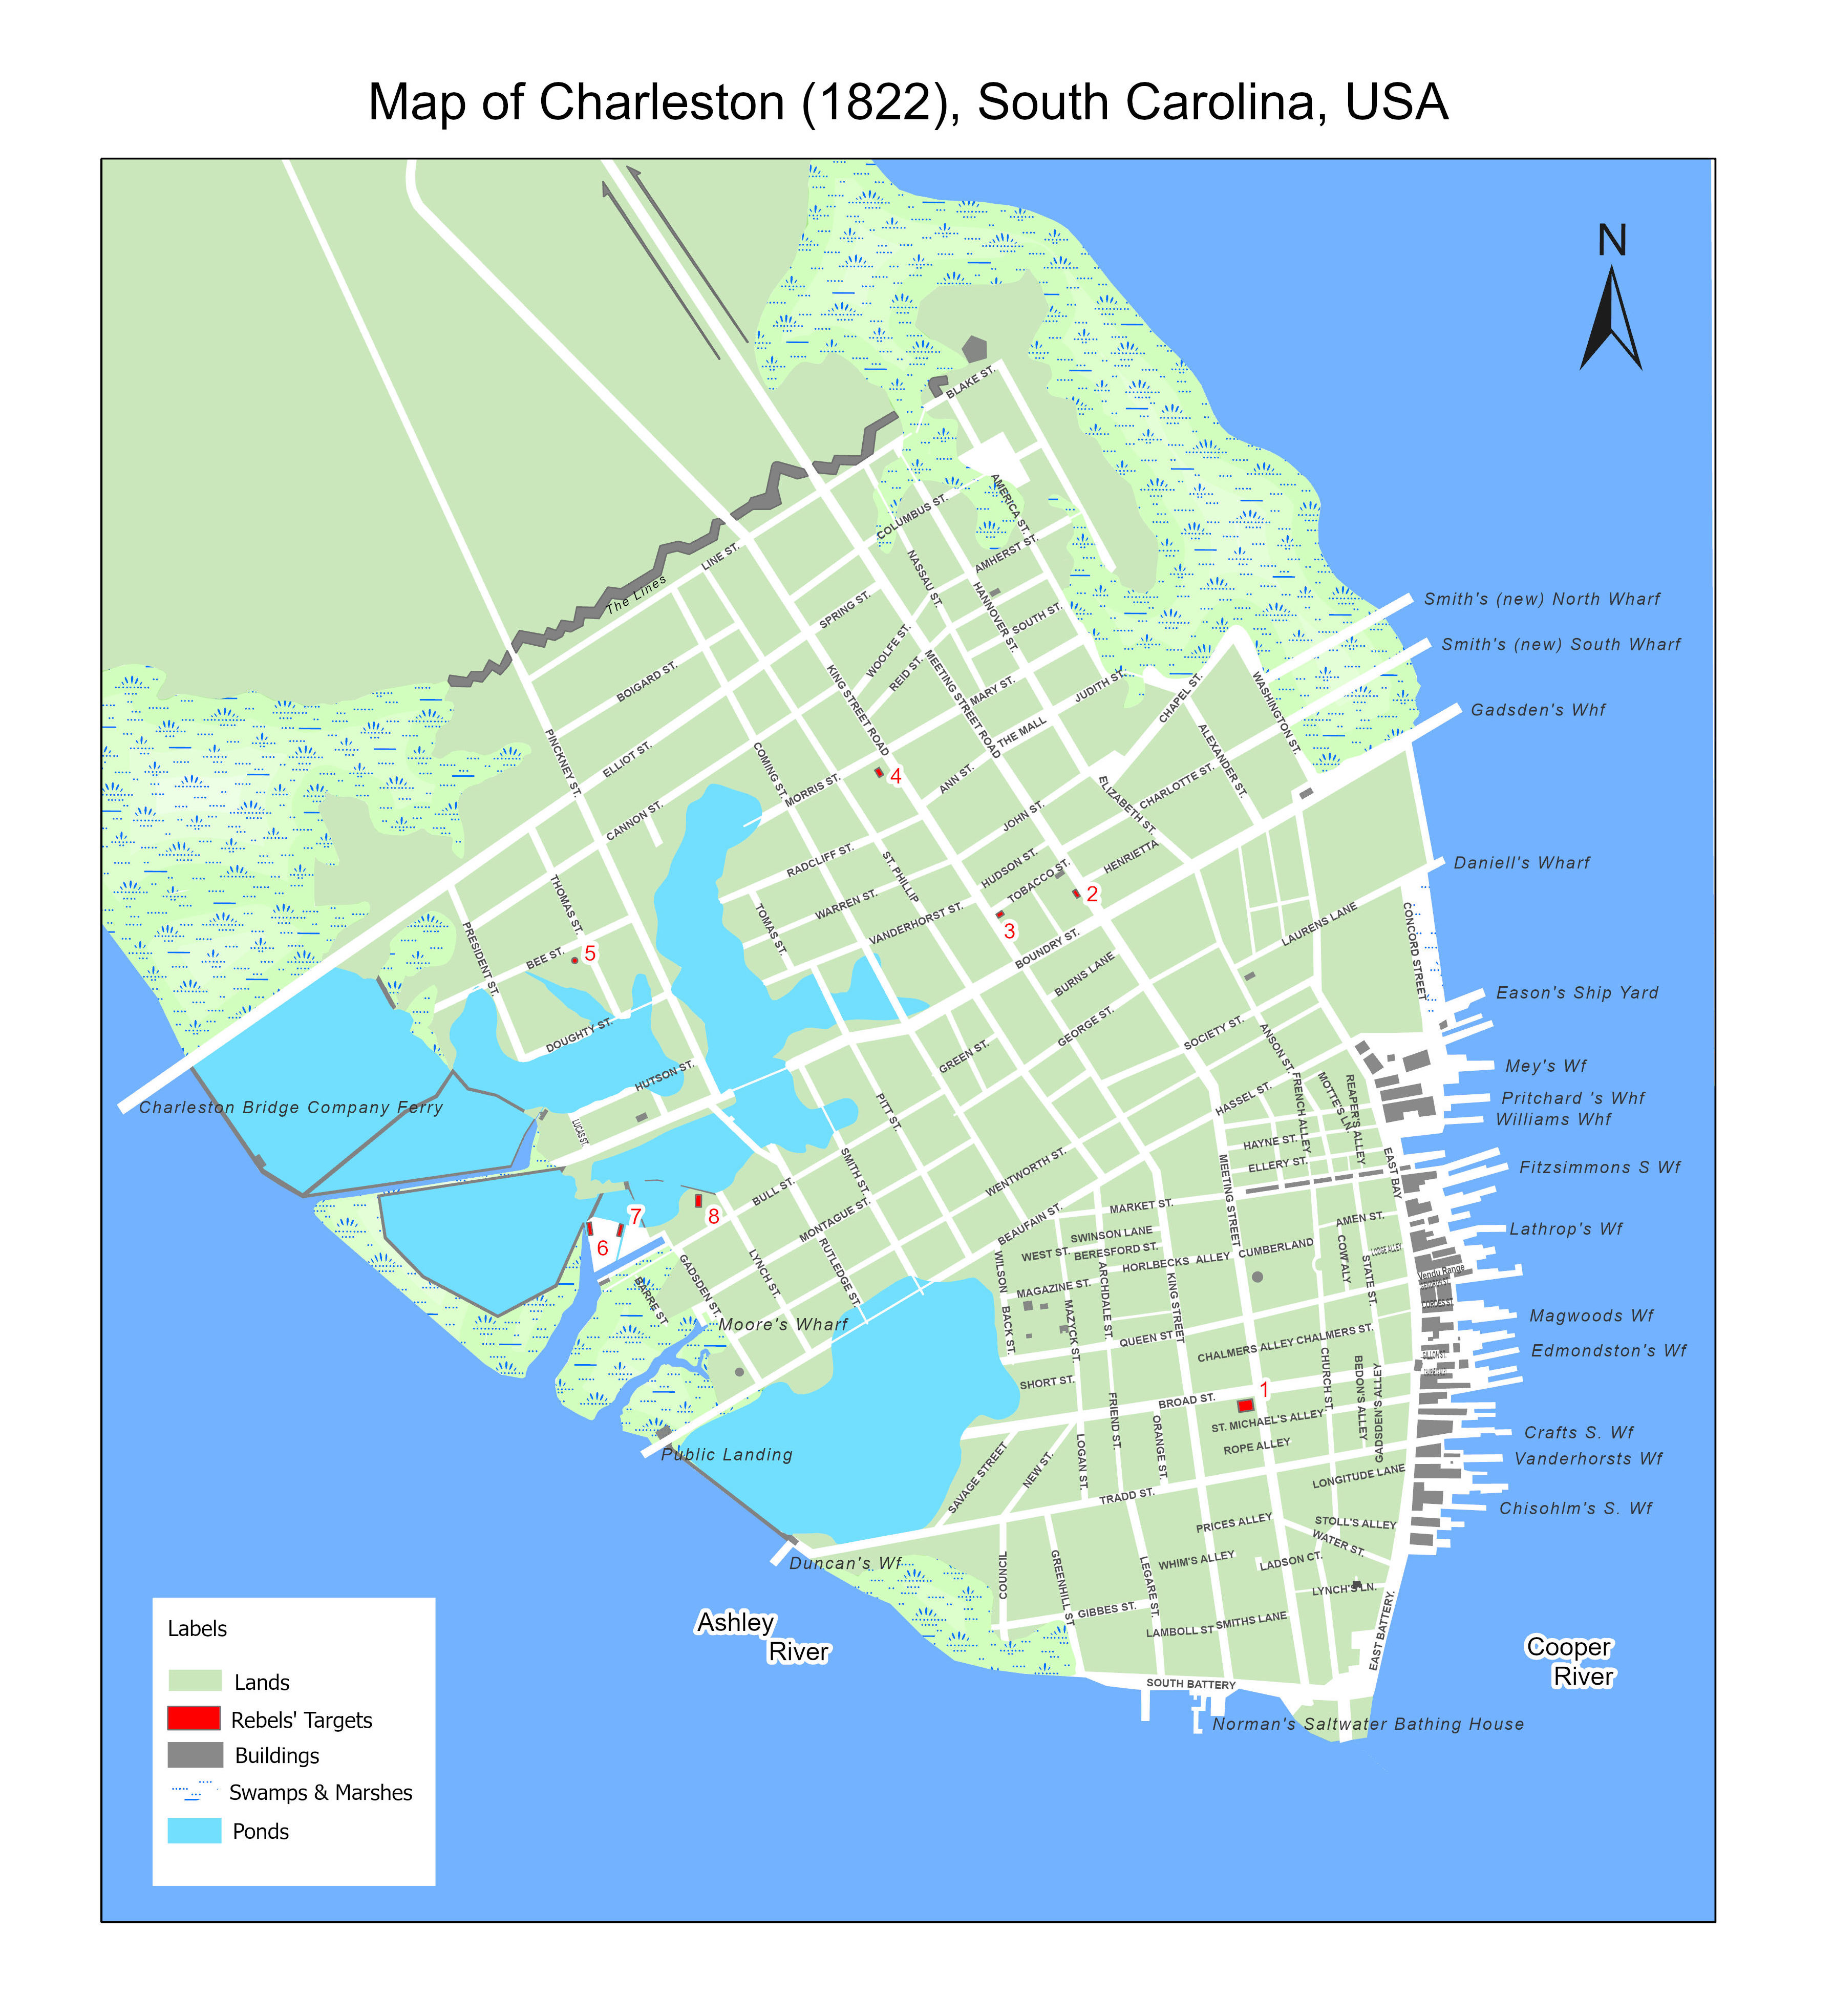 Map of Charleston (1822), South Carolina, USA
N
BLAKE ST.
COLUMBUS ST.
AMERICA ST.
AMHERST ST.
NASSAU ST.
HANNOVER ST.
SOUTH ST.
LINE ST.
The Lines
SPRING ST.
WOOLFE ST.
REID ST.
MEETING STREET ROAD
MARY ST.
JUDITH ST.
THE MALL
CHAPEL ST.
WASHINGTON ST.
ALEXANDER ST.
Smith's (new) North Wharf
Smith's (new) South Wharf
Gadsden's Whf
BOIGARD ST.
KING STREET ROAD
PINCKNEY ST.
ELLIOT ST.
COMING ST.
MORRIS ST.
4
ANN ST.
JOHN ST.
ELIZABETH ST.
CHARLOTTE ST.
CANNON ST.
RADCLIFF ST.
ST. PHILLIP
HUDSON ST.
TOBACCO ST.
HENRIETTA
Daniell's Wharf
THOMAS ST.
WARREN ST.
VANDERHORST ST.
TOMAS ST.
2
3
BOUNDRY ST.
LAURENS LANE
CONCORD STREET
PRESIDENT ST.
BEE ST.
5
BURNS LANE
Eason's Ship Yard
DOUGHTY ST.
GEORGE ST.
SOCIETY ST.
ANSON ST.
GREEN ST.
HUTSON ST.
Mey's Wf
Pritchard 's Whf
Williams Whf
Charleston Bridge Company Ferry
LUCAS ST.
PITT ST.
HASSEL ST.
FRENCH ALLEY
MOTTE'S LN.
REAPER'S ALLEY
HAYNE ST.
ELLERY ST.
EAST BAY
Fitzsimmons S Wf
SMITH ST.
BULL ST.
WENTWORTH ST.
MEETING STREET
MONTAGUE ST.
BEAUFAIN ST.
MARKET ST.
AMEN ST.
Lathrop's Wf
7
8
6
SWINSON LANE
WEST ST.
BERESFORD ST.
HORLBECKS ALLEY
CUMBERLAND
COW ALY
LODGE ALLEY
STATE ST.
Vendu Range
CORDES ST.
GADSDEN ST.
LYNCH ST.
RUTLEDGE ST.
WILSON
BACK ST.
MAGAZINE ST.
MAZYCK ST.
ARCHDALE ST.
KING STREET
BARRE ST
Moore's Wharf
Magwoods Wf
QUEEN ST
CHALMERS ALLEY
CHALMERS ST.
GILLON ST.
Edmondston's Wf
SHORT ST.
FRIEND ST.
BROAD ST.
1
CHURCH ST.
BEDON'S ALLEY
GADSDEN'S ALLEY
ORANGE ST.
ST. MICHAEL'S ALLEY
ROPE ALLEY
Crafts S. Wf
Vanderhorsts Wf
Public Landing
SAVAGE STREET
NEW ST.
LOGAN ST.
TRADD ST.
LONGITUDE LANE
Chisohlm's S. Wf
PRICES ALLEY
STOLL'S ALLEY
WATER ST.
Duncan's Wf
COUNCIL
GREENHILL ST
LEGARE ST.
WHIM'S ALLEY
LADSON CT.
LYNCH'S LN.
GIBBES ST.
LAMBOLL ST
SMITHS LANE
EAST BATTERY.
SOUTH BATTERY
Norman's Saltwater Bathing House
Ashley
River
Cooper
River
Labels
Lands
Rebels' Targets
Buildings
Swamps & Marshes
Ponds